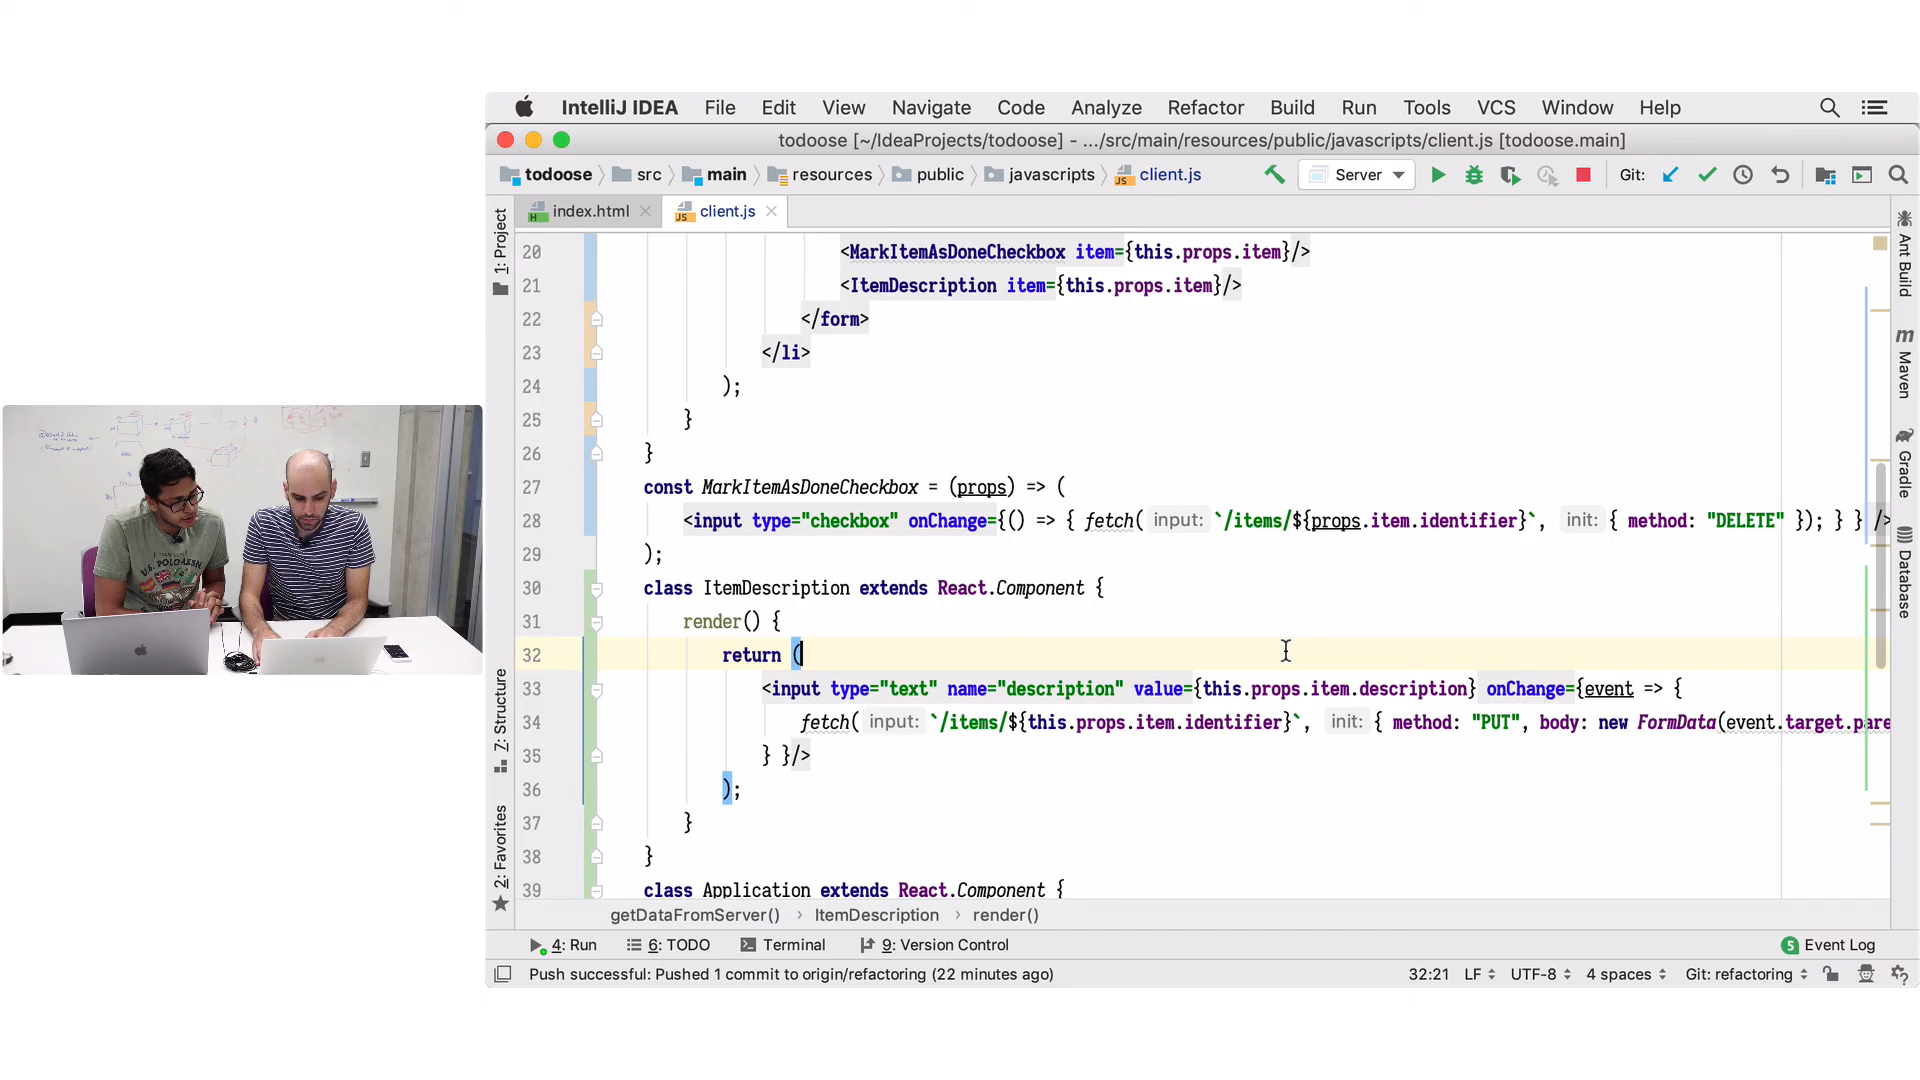 IntelliJ IDEA File Edit View Navigate Code Analyze Refactor Build Run Tools VCS Window Help
todoose [~/IdeaProjects/todoose] - .../src/main/resources/public/javascripts/client.js [todoose.main]
todoose src main resources public javascripts client.js Server Git:
index.html client.js
1: Project
7: Structure
2: Favorites
20 <MarkItemAsDoneCheckbox item={this.props.item}/>
21 <ItemDescription item={this.props.item}/>
22 </form>
23 </li>
24 );
25 }
26 }
27 const MarkItemAsDoneCheckbox = (props) => (
28 <input type="checkbox" onChange={() => { fetch( input: `/items/${props.item.identifier}`, init: { method: "DELETE" }); } } />
29 );
30 class ItemDescription extends React.Component {
31 render() {
32 return (
33 <input type="text" name="description" value={this.props.item.description} onChange={event => {
34 fetch( input: `/items/${this.props.item.identifier}`, init: { method: "PUT", body: new FormData(event.target.pare
35 } }/>
36 );
37 }
38 }
39 class Application extends React.Component {
Ant Build
Maven
Gradle
Database
getDataFromServer() › ItemDescription › render()
4: Run 6: TODO Terminal 9: Version Control 5 Event Log
Push successful: Pushed 1 commit to origin/refactoring (22 minutes ago) 32:21 LF UTF-8 4 spaces Git: refactoring